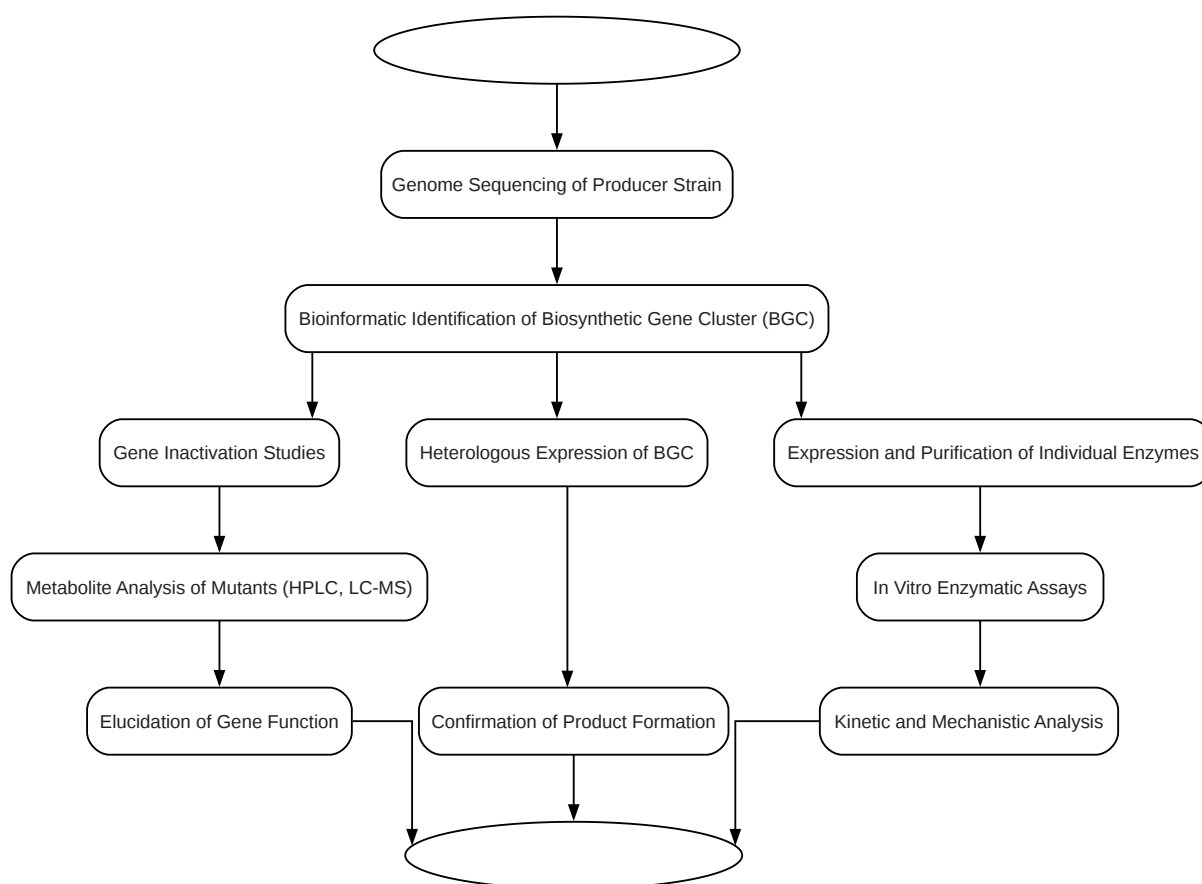 Genome Sequencing of Producer Strain
Bioinformatic Identification of Biosynthetic Gene Cluster (BGC)
Gene Inactivation Studies
Heterologous Expression of BGC
Expression and Purification of Individual Enzymes
Metabolite Analysis of Mutants (HPLC, LC-MS)
In Vitro Enzymatic Assays
Elucidation of Gene Function
Confirmation of Product Formation
Kinetic and Mechanistic Analysis